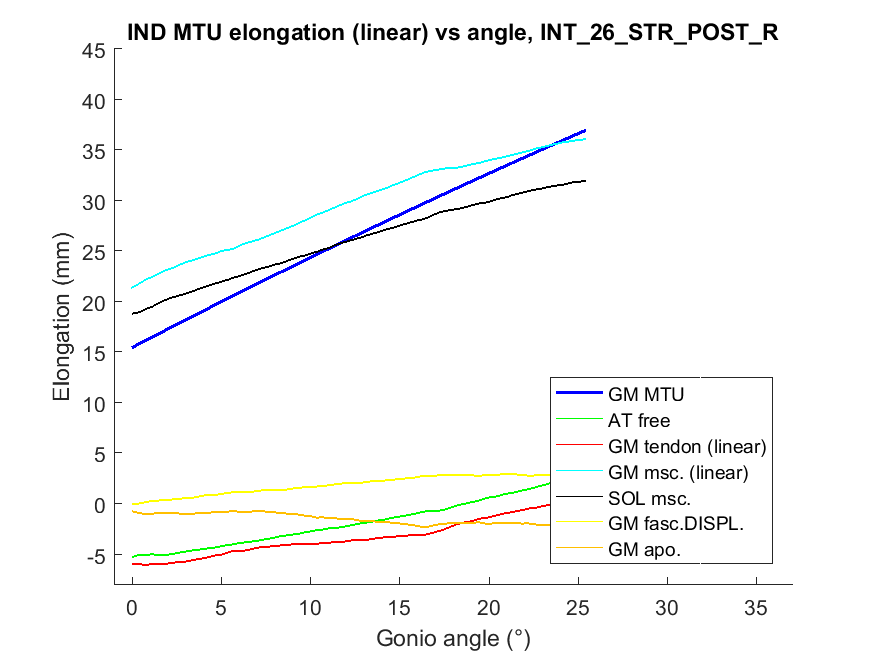 IND MTU elongation (linear) vs angle, INT_26_STR_POST_R
45
40
35
30
25
20
15
10
5
0
-5
Elongation (mm)
0 5 10 15 20 25 30 35
Gonio angle (°)
GM MTU
AT free
GM tendon (linear)
GM msc. (linear)
SOL msc.
GM fasc.DISPL.
GM apo.